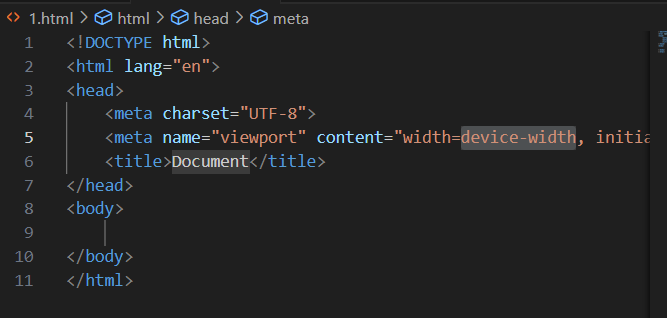 1.html > html > head > meta
1 <!DOCTYPE html>
2 <html lang="en">
3 <head>
4     <meta charset="UTF-8">
5     <meta name="viewport" content="width=device-width, initia
6     <title>Document</title>
7 </head>
8 <body>
9
10 </body>
11 </html>